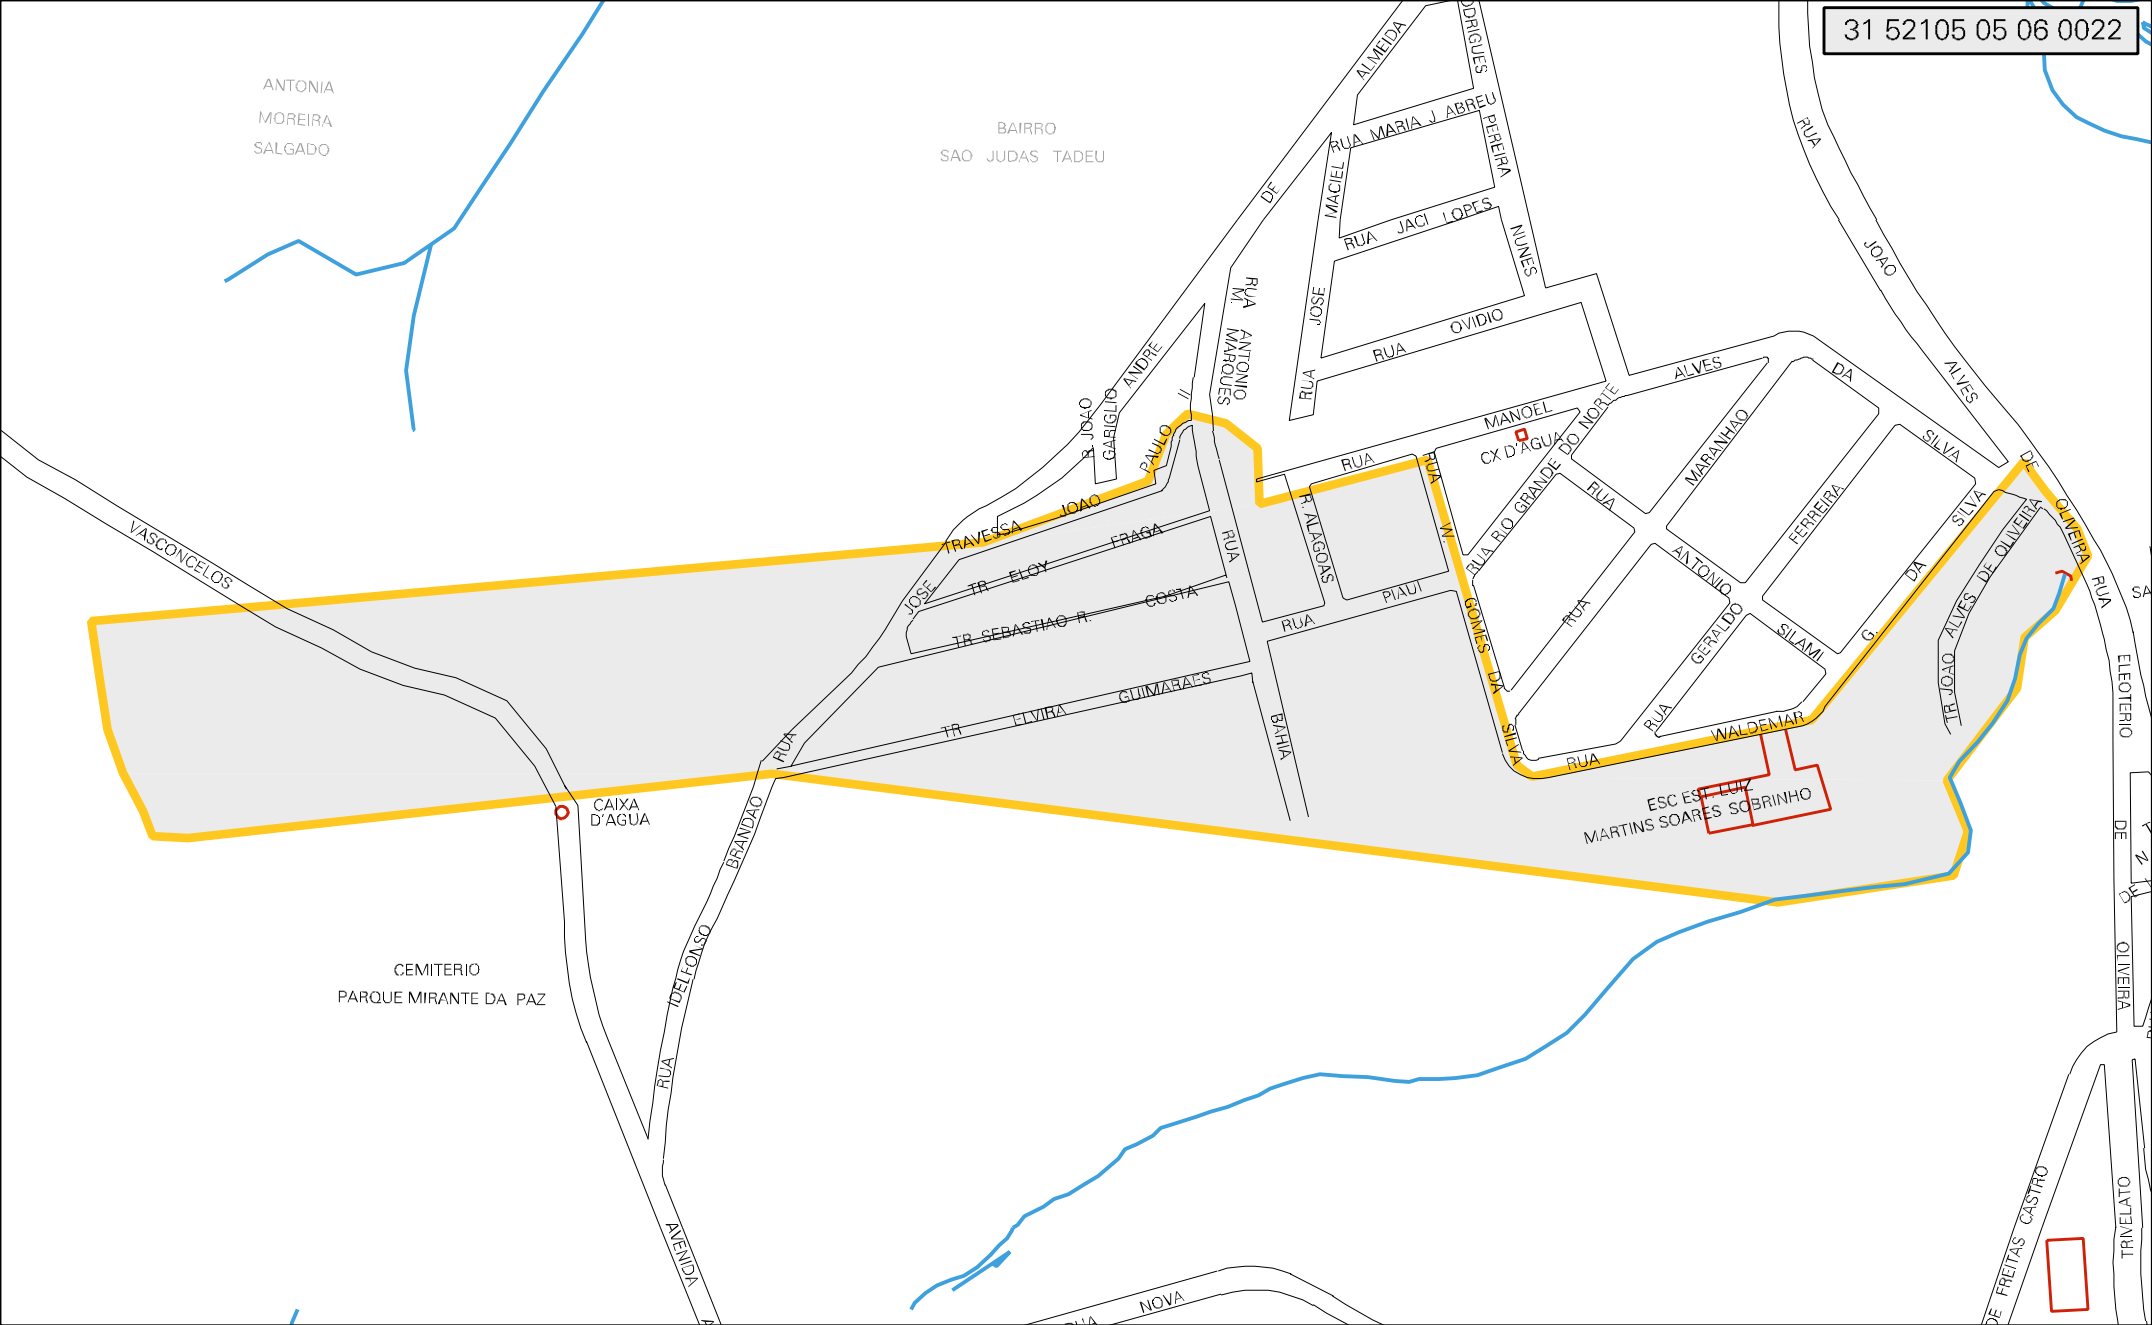 31 52105 05 06 0022
ANTONIA
MOREIRA
SALGADO
BAIRRO
SAO JUDAS TADEU
ALMEIDA
DE
ANDRE
JOSE
RUA
RODRIGUES
PEREIRA
NUNES
RUA MARIA J ABREU
MACIEL
JOSE
RUA
RUA JACI LOPES
RUA OVIDIO
RUA ANTONIO
M. MARQUES
R. JOAO
GARIGLIO
RUA MANOEL ALVES DA SILVA
CX D'AGUA
RUA RIO GRANDE DO NORTE
RUA MARANHAO
RUA ANTONIO SILAMI
RUA GERALDO FERREIRA
RUA JOAO ALVES DE OLIVEIRA
TRAVESSA JOAO PAULO II
TR ELOY FRAGA
TR SEBASTIAO R. COSTA
TR ELVIRA GUIMARAES
RUA BAHIA
R. ALAGOAS
RUA PIAUI
RUA W. GOMES DA SILVA
RUA WALDEMAR G. DA SILVA
TR JOAO ALVES DE OLIVEIRA
ESC EST. LUIZ
MARTINS SOARES SOBRINHO
VASCONCELOS
CAIXA
D'AGUA
CEMITERIO
PARQUE MIRANTE DA PAZ
RUA IDELFONSO BRANDAO
AVENIDA
RUA ELEOTERIO DE OLIVEIRA
SA
DE
TRIVELATO
DE FREITAS CASTRO
NOVA